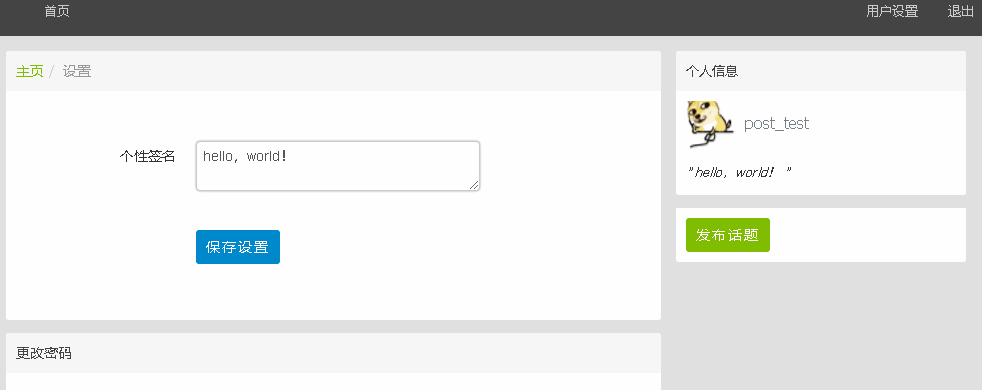 首页
用户设置
退出
主页 / 设置
个性签名
hello, world!
保存设置
更改密码
个人信息
post_test
"hello, world! "
发布话题